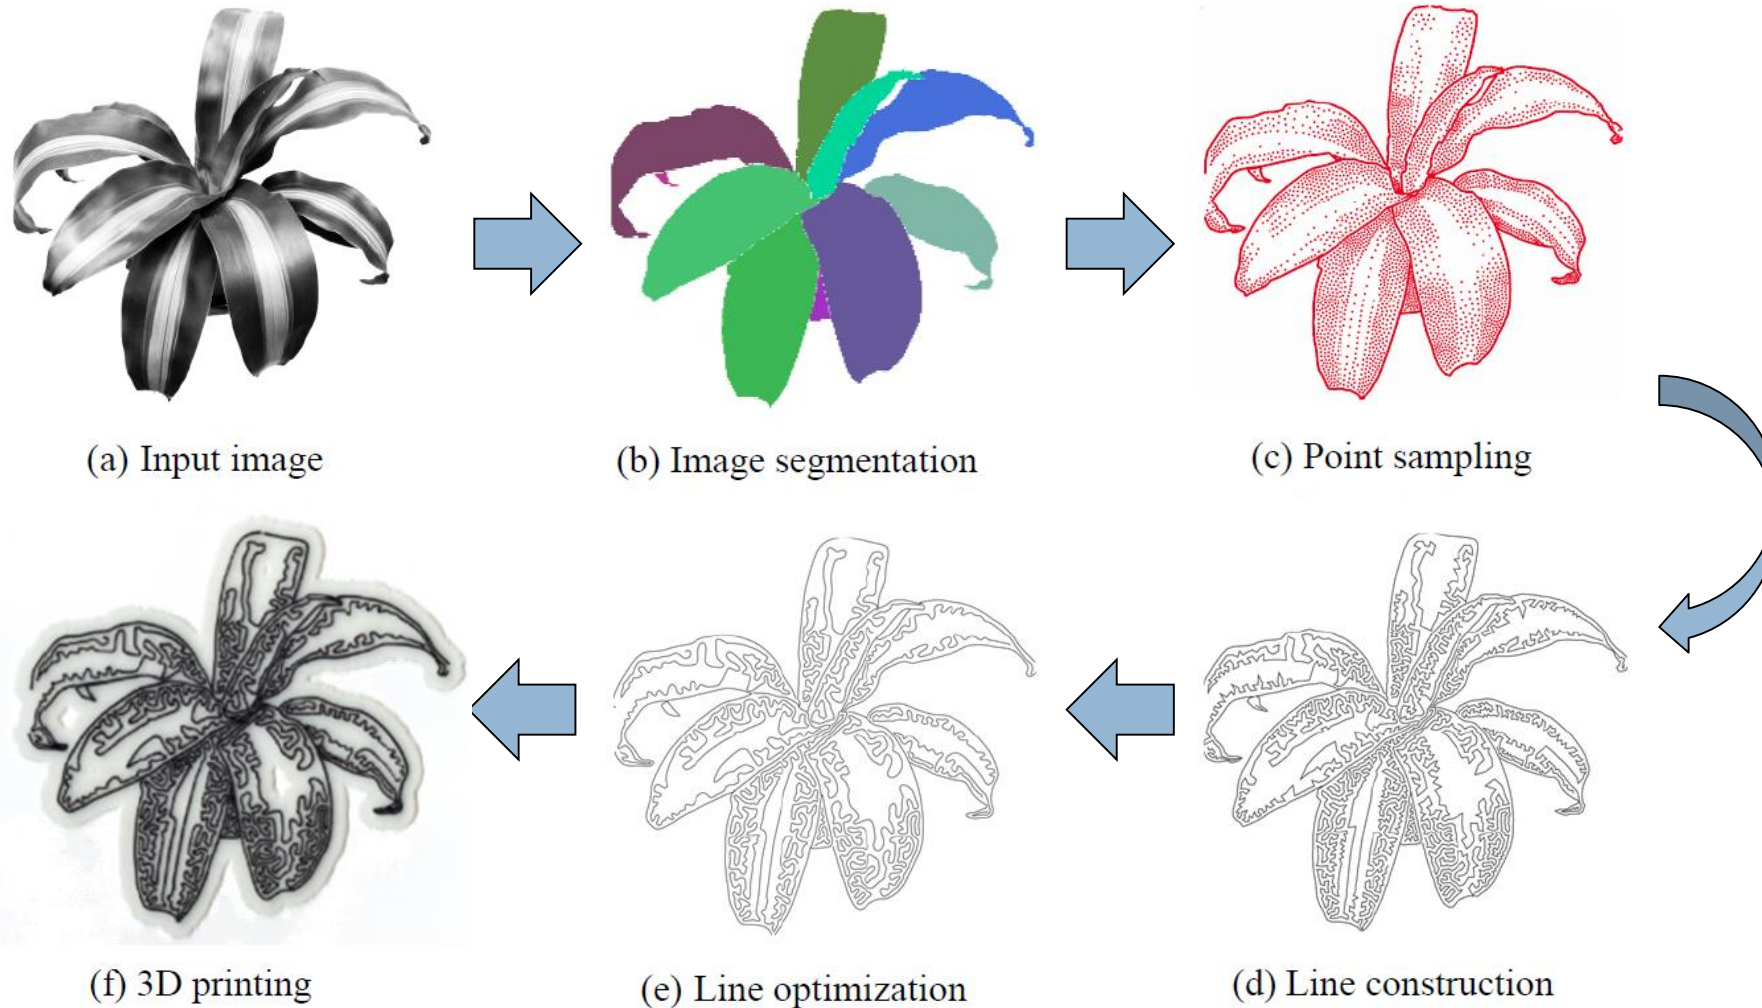 (a) Input image
(b) Image segmentation
(c) Point sampling
(f) 3D printing
(e) Line optimization
(d) Line construction